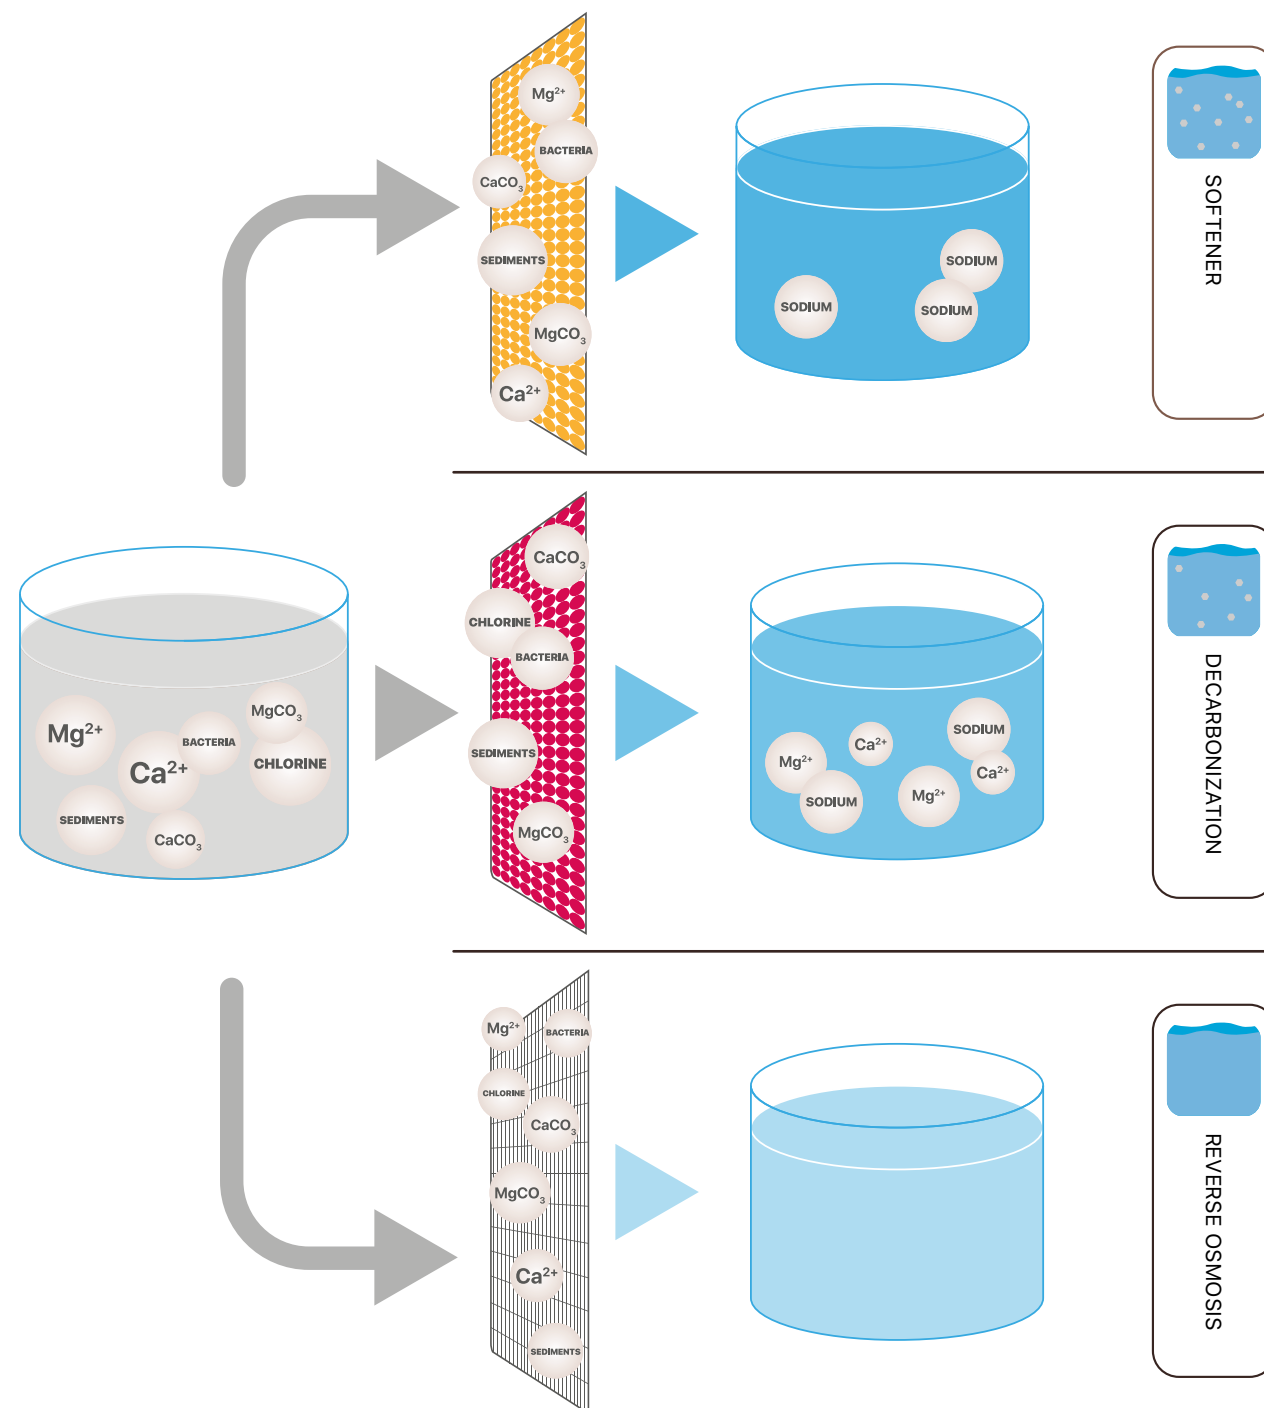 Mg²⁺
BACTERIA
CaCO₃
SEDIMENTS
MgCO₃
Ca²⁺
SODIUM
SODIUM
SODIUM
SOFTENER
Mg²⁺
Ca²⁺
BACTERIA
MgCO₃
CHLORINE
SEDIMENTS
CaCO₃
CaCO₃
CHLORINE
BACTERIA
SEDIMENTS
MgCO₃
Mg²⁺
SODIUM
Ca²⁺
Mg²⁺
SODIUM
Ca²⁺
DECARBONIZATION
Mg²⁺
BACTERIA
CHLORINE
CaCO₃
MgCO₃
Ca²⁺
SEDIMENTS
REVERSE OSMOSIS